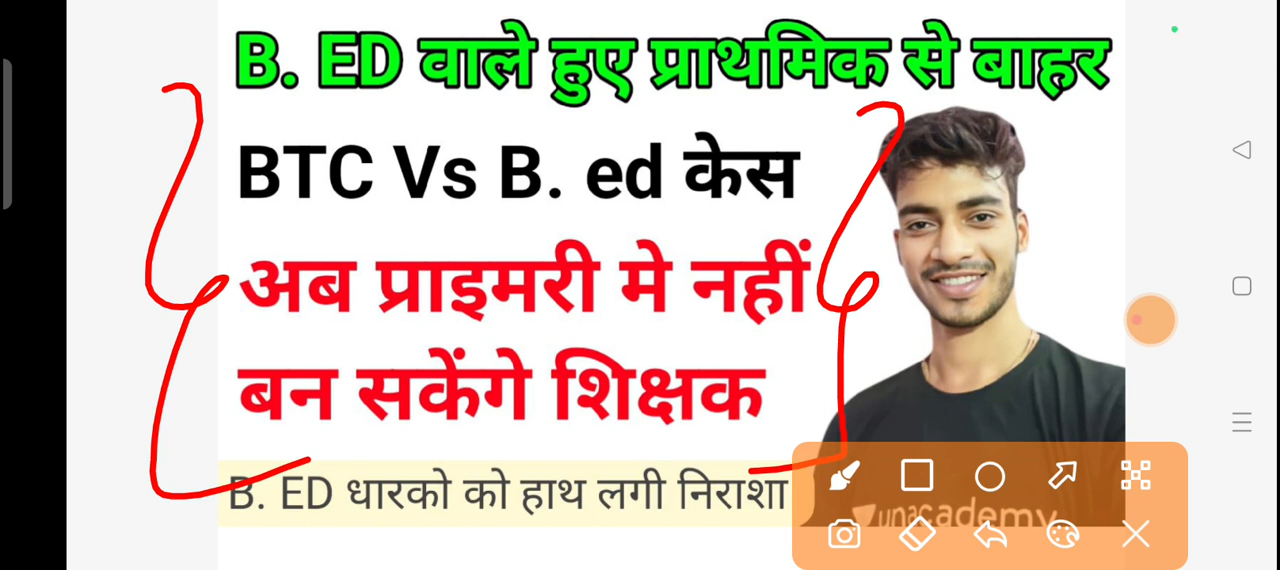 B. ED वाले हुए प्राथमिक से बाहर
BTC Vs B. ed केस
अब प्राइमरी मे नहीं
बन सकेंगे शिक्षक
B. ED धारको को हाथ लगी निराशा
unacademy